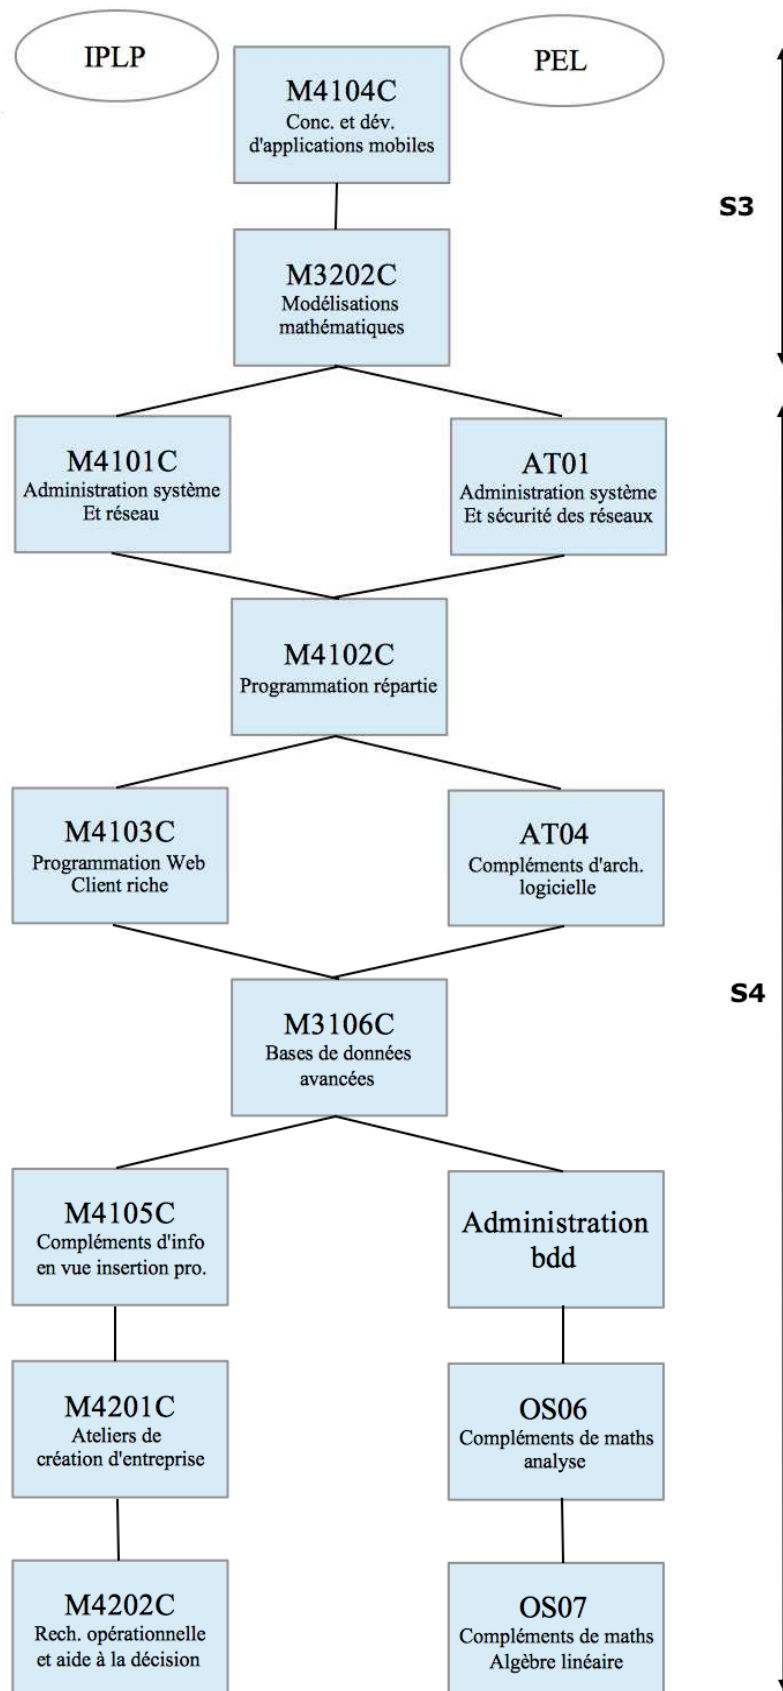 IPLP
PEL
M4104C
Conc. et dév.
d'applications mobiles
S3
M3202C
Modélisations
mathématiques
M4101C
Administration système
Et réseau
AT01
Administration système
Et sécurité des réseaux
M4102C
Programmation répartie
M4103C
Programmation Web
Client riche
AT04
Compléments d'arch.
logicielle
S4
M3106C
Bases de données
avancées
M4105C
Compléments d'info
en vue insertion pro.
Administration
bdd
M4201C
Ateliers de
création d'entreprise
OS06
Compléments de maths
analyse
M4202C
Rech. opérationnelle
et aide à la décision
OS07
Compléments de maths
Algèbre linéaire